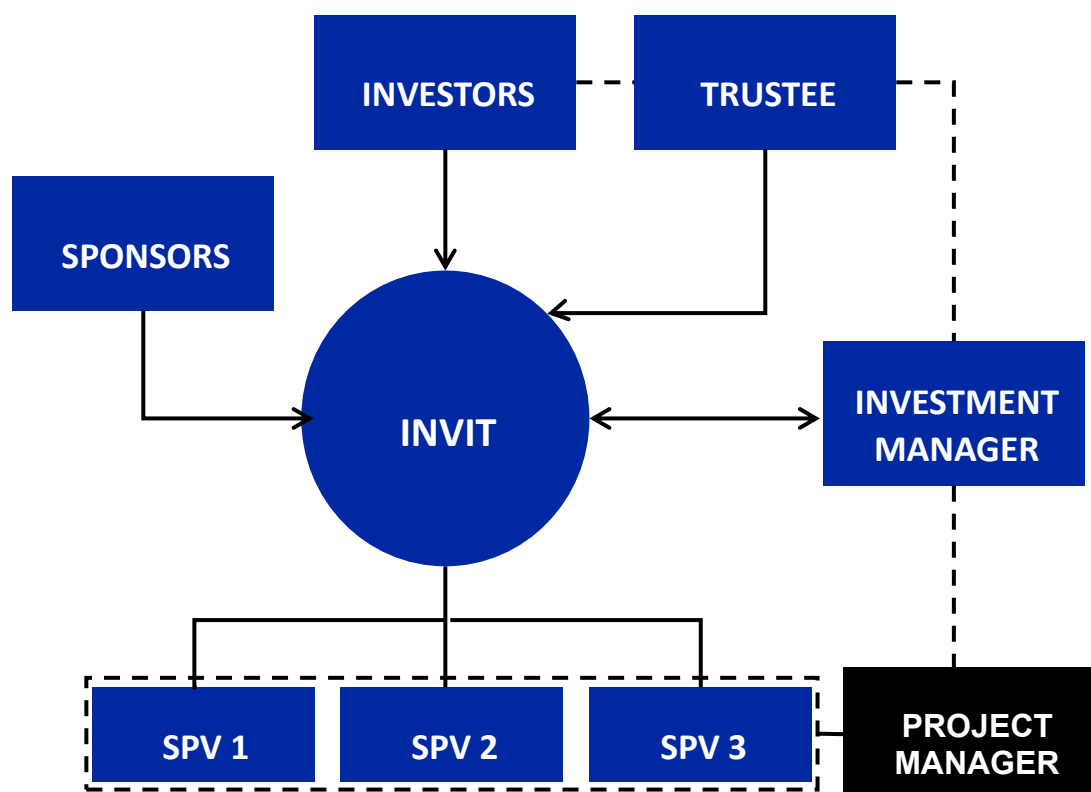 INVESTORS
TRUSTEE
SPONSORS
INVIT
INVESTMENT
MANAGER
SPV 1
SPV 2
SPV 3
PROJECT
MANAGER